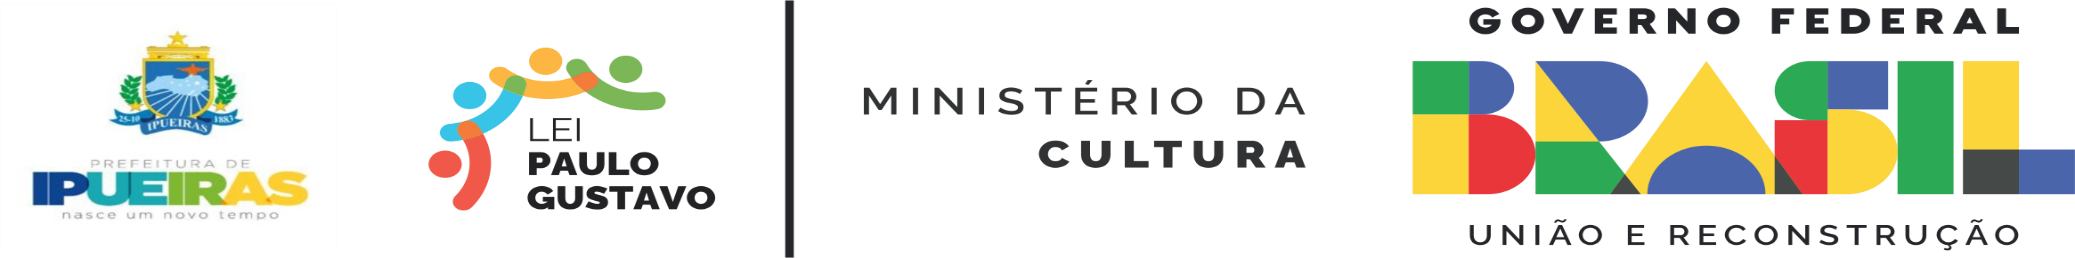 25-10 IPUEIRAS 1883
PREFEITURA DE
IPUEIRAS
nasce um novo tempo
LEI
PAULO
GUSTAVO
MINISTÉRIO DA
CULTURA
GOVERNO FEDERAL
BRASIL
UNIÃO E RECONSTRUÇÃO